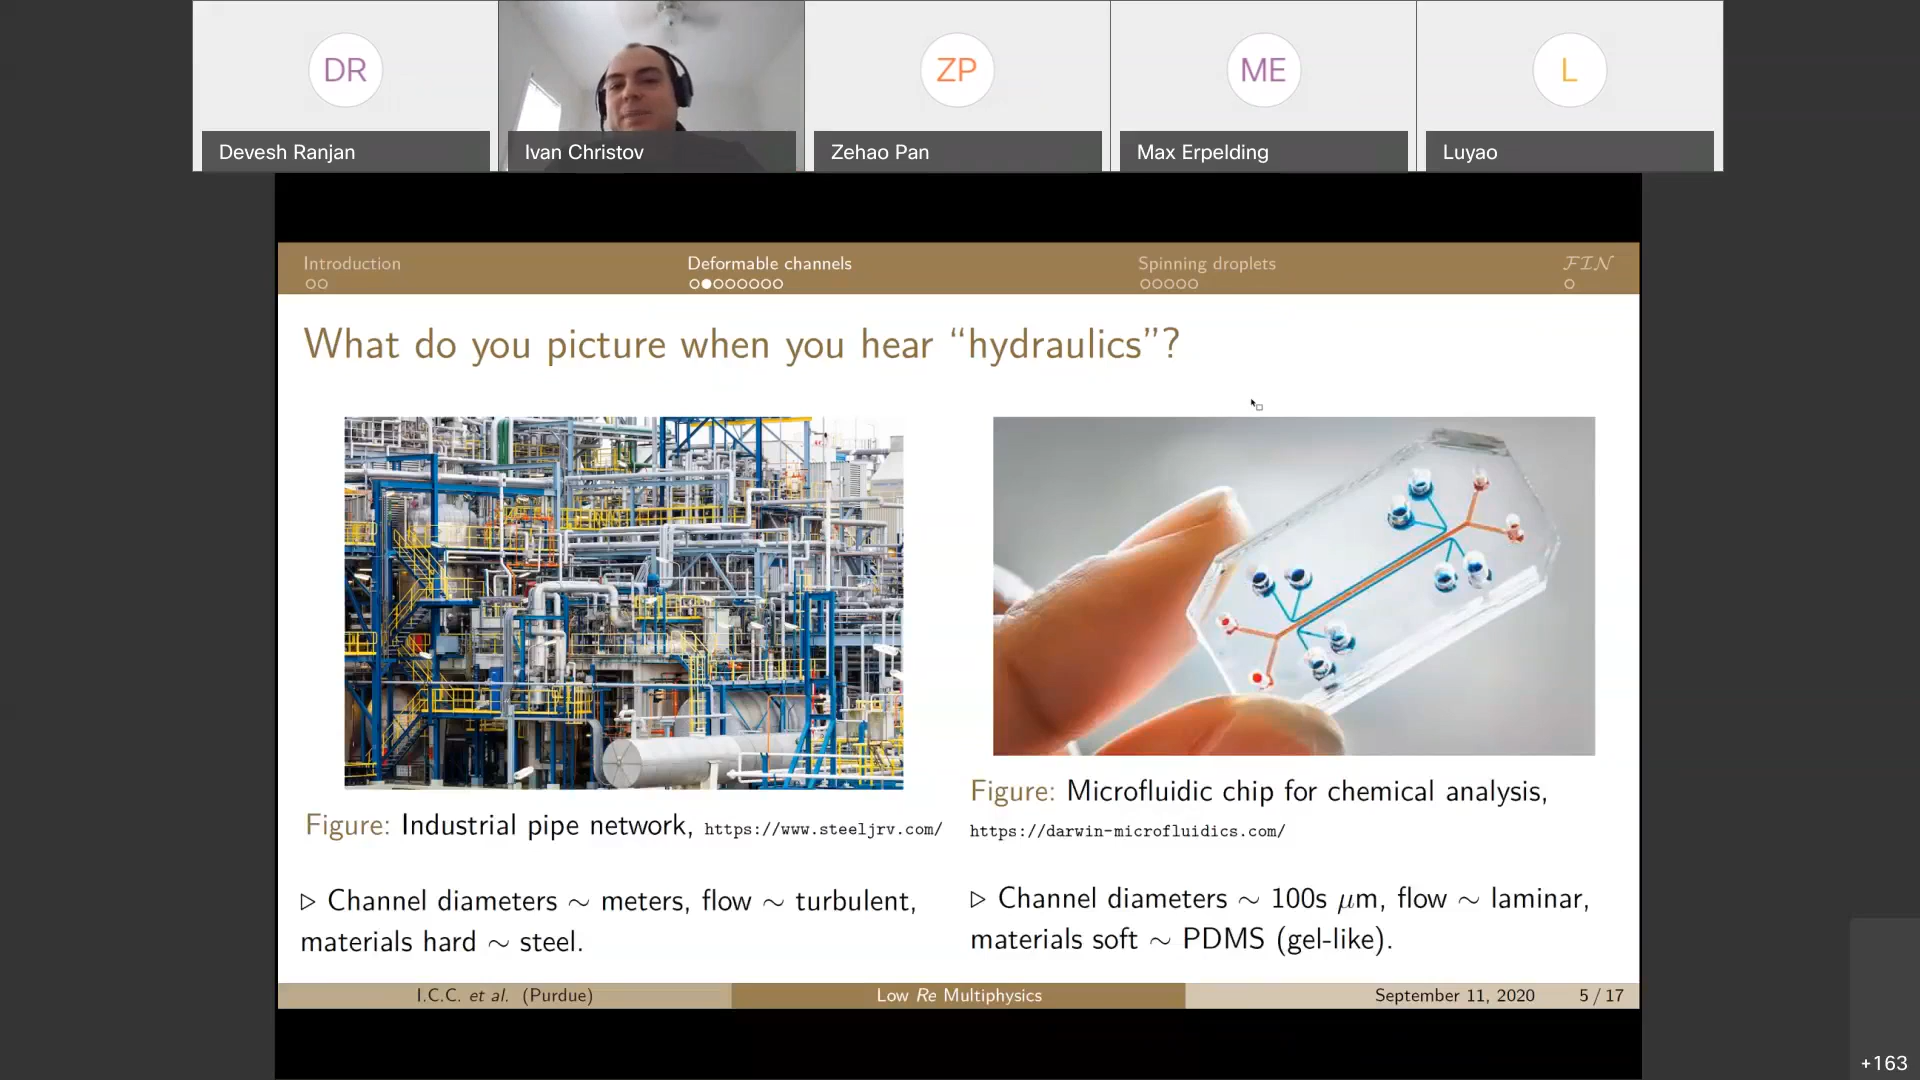 DR
ZP
ME
L
Devesh Ranjan
Ivan Christov
Zehao Pan
Max Erpelding
Luyao
Introduction
Deformable channels
Spinning droplets
FIN
What do you picture when you hear “hydraulics”?
Figure: Industrial pipe network, https://www.steeljrv.com/
▷ Channel diameters ∼ meters, flow ∼ turbulent,
materials hard ∼ steel.
Figure: Microfluidic chip for chemical analysis,
https://darwin-microfluidics.com/
▷ Channel diameters ∼ 100s μm, flow ∼ laminar,
materials soft ∼ PDMS (gel-like).
I.C.C. et al. (Purdue)
Low Re Multiphysics
September 11, 2020
5 / 17
+163